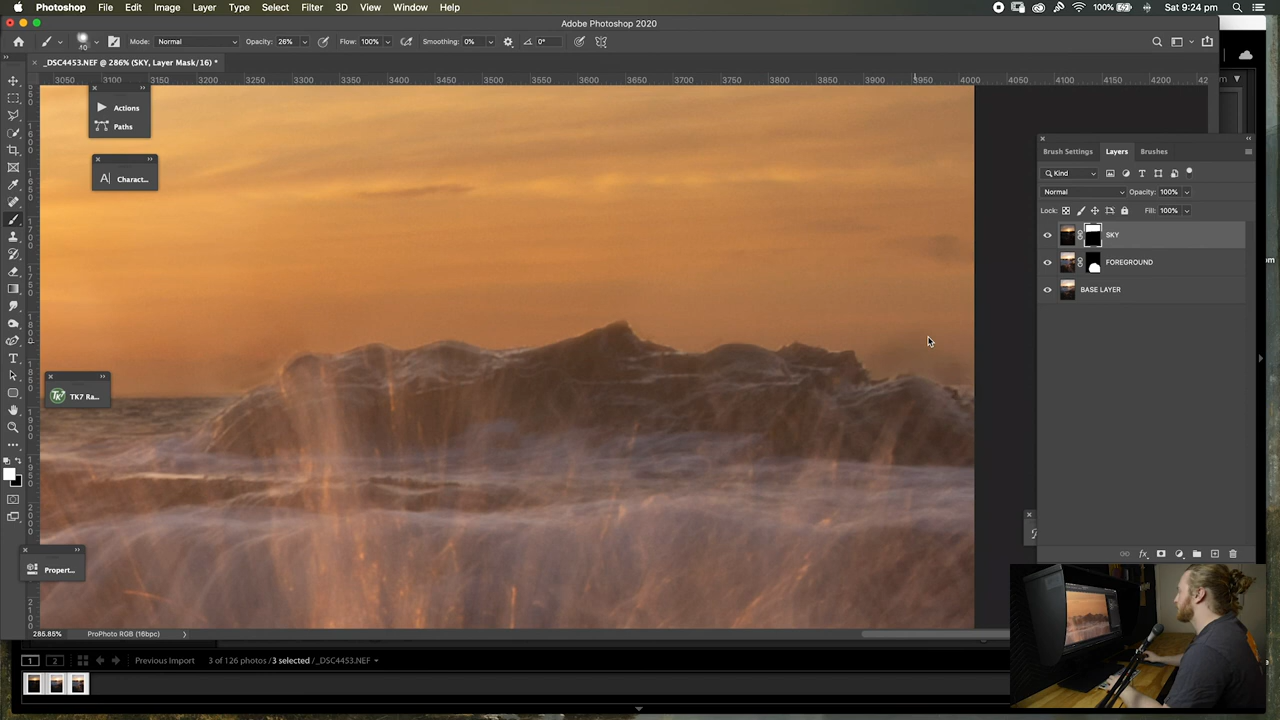 Photoshop File Edit Image Layer Type Select Filter 3D View Window Help 100% Sat 9:24 pm
Adobe Photoshop 2020
Mode: Normal Opacity: 26% Flow: 100% Smoothing: 0% 0°
40
_DSC4453.NEF @ 286% (SKY, Layer Mask/16) *
3050 3100 3150 3200 3250 3300 3350 3400 3450 3500 3550 3600 3650 3700 3750 3800 3850 3900 3950 4000 4050 4100 4150 4200
Actions
Paths
Brush Settings Layers Brushes
Kind
A| Charact...
Normal Opacity: 100%
Lock: Fill: 100%
SKY
FOREGROUND
BASE LAYER
TK7 Ra...
Propert...
285.85% ProPhoto RGB (16bpc)
1 2 Previous Import 3 of 126 photos /3 selected /_DSC4453.NEF